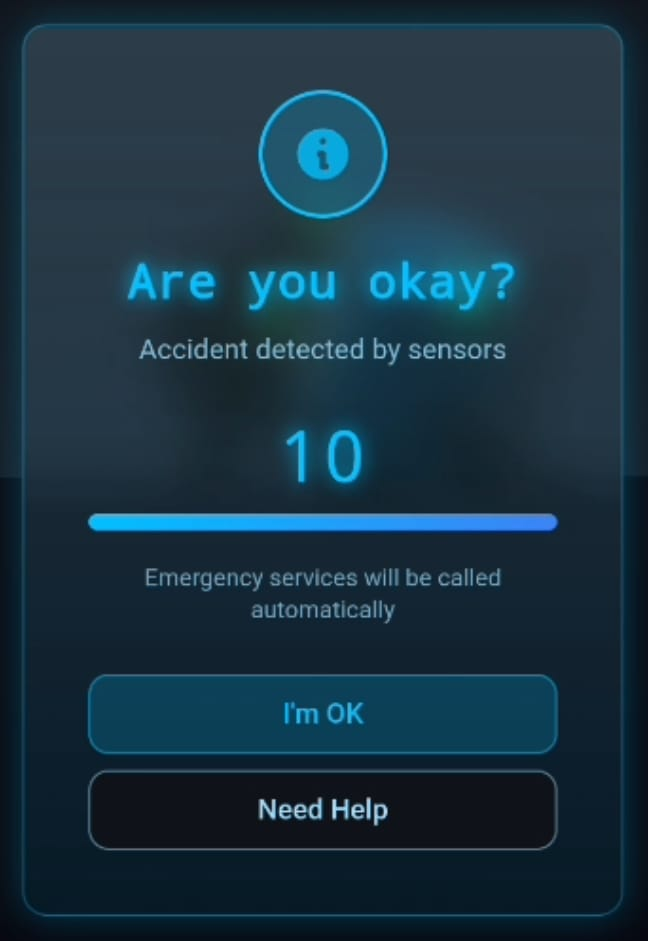 Are you okay?
Accident detected by sensors
10
Emergency services will be called
automatically
I'm OK
Need Help